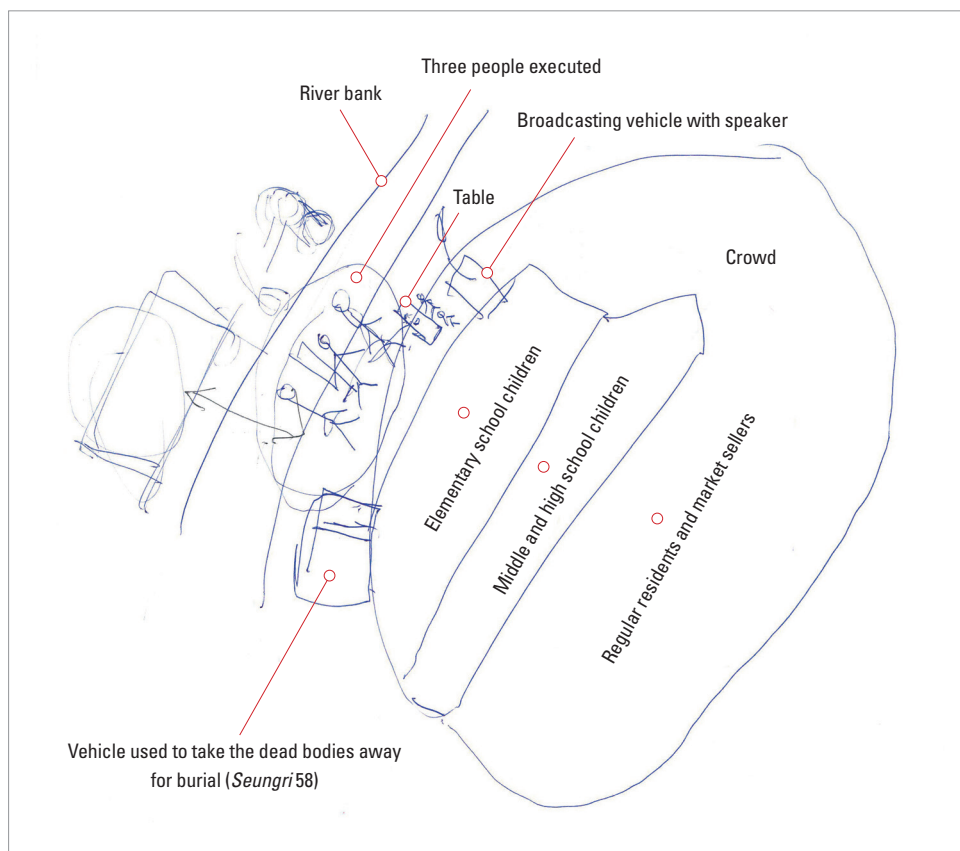 Three people executed
River bank
Broadcasting vehicle with speaker
Table
Crowd
Elementary school children
Middle and high school children
Regular residents and market sellers
Vehicle used to take the dead bodies away
for burial (Seungri 58)